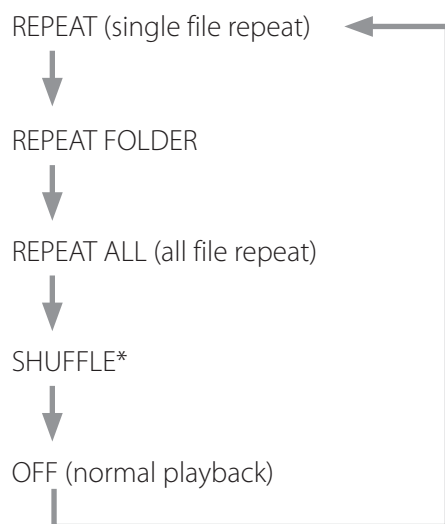 REPEAT (single file repeat)
REPEAT FOLDER
REPEAT ALL (all file repeat)
SHUFFLE*
OFF (normal playback)